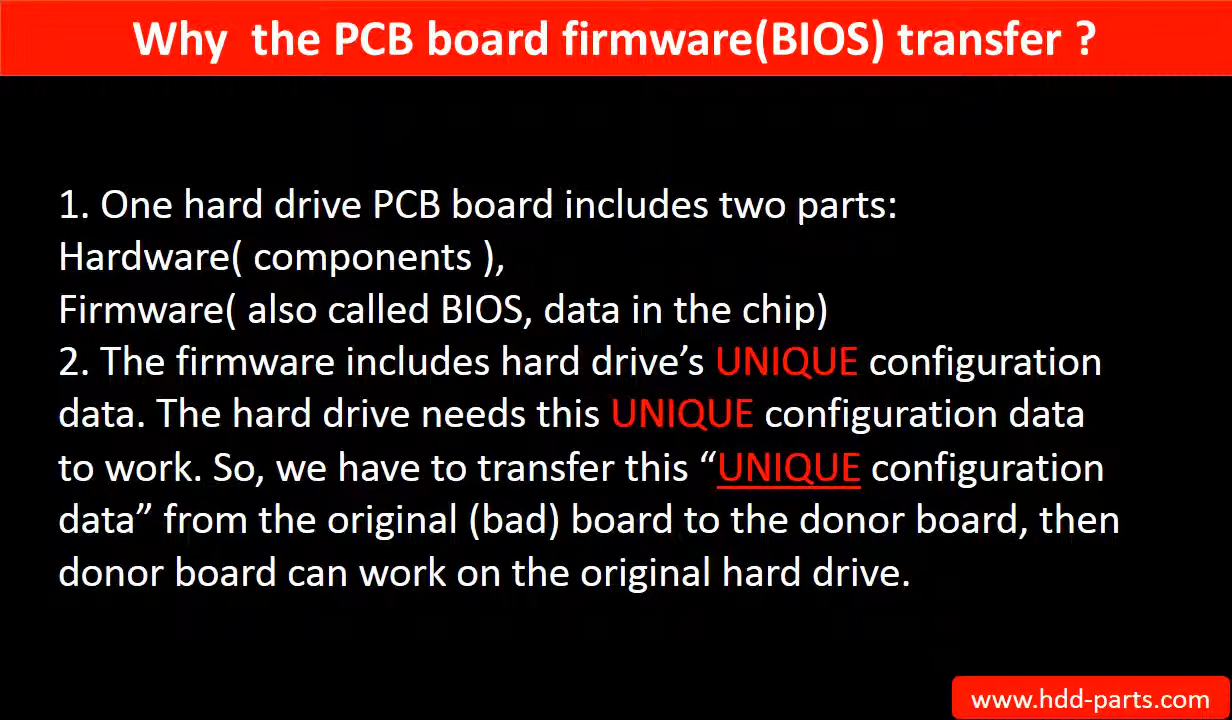 Why the PCB board firmware(BIOS) transfer ?
1. One hard drive PCB board includes two parts:
Hardware( components ),
Firmware( also called BIOS, data in the chip)
2. The firmware includes hard drive’s UNIQUE configuration
data. The hard drive needs this UNIQUE configuration data
to work. So, we have to transfer this “UNIQUE configuration
data” from the original (bad) board to the donor board, then
donor board can work on the original hard drive.
www.hdd-parts.com